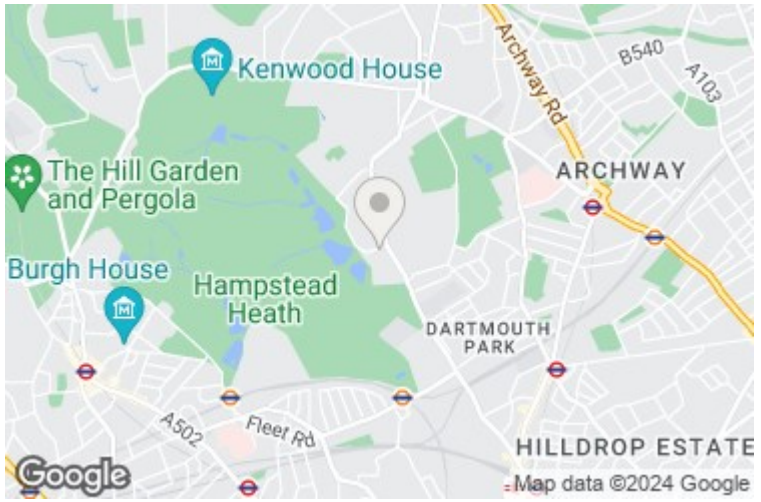 Kenwood House
Archway Rd
B540
A103
The Hill Garden
and Pergola
ARCHWAY
Burgh House
Hampstead
Heath
DARTMOUTH
PARK
A502
Fleet Rd
HILLDROP ESTATE
Google
Map data ©2024 Google